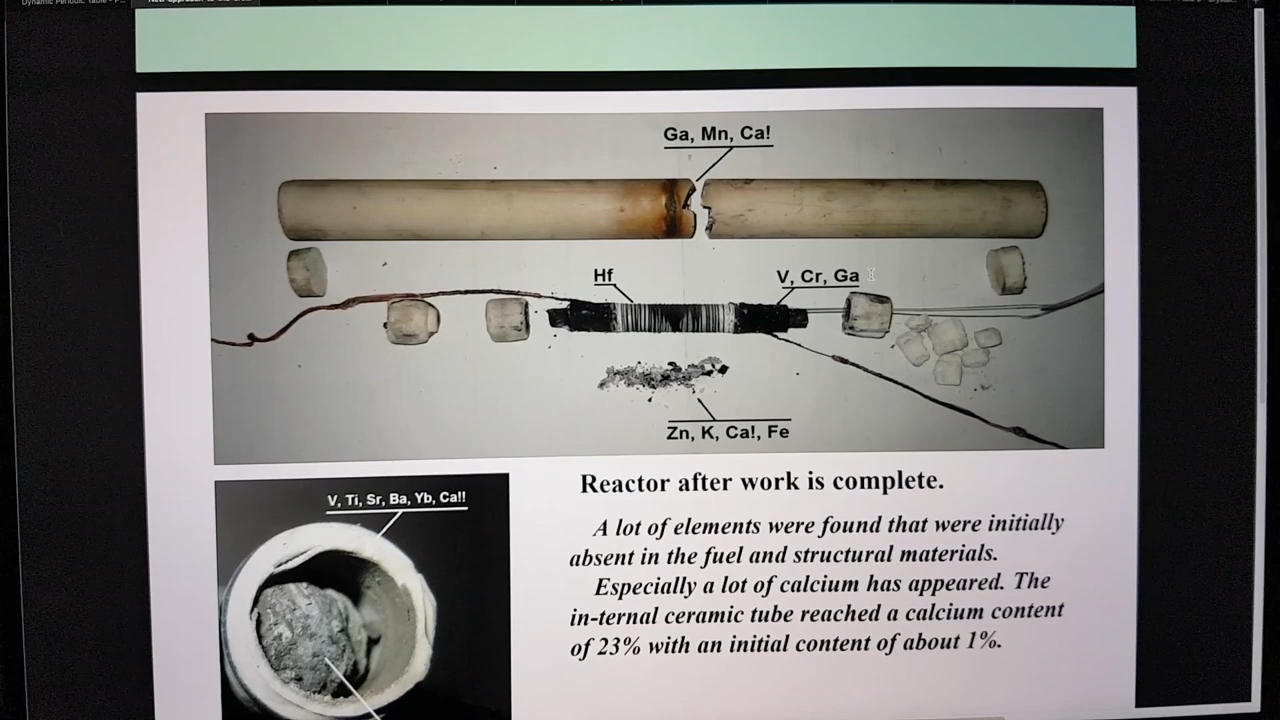 Ga, Mn, Ca!
Hf
V, Cr, Ga
Zn, K, Ca!, Fe
V, Ti, Sr, Ba, Yb, Ca!!
Reactor after work is complete.
A lot of elements were found that were initially
absent in the fuel and structural materials.
Especially a lot of calcium has appeared. The
in-ternal ceramic tube reached a calcium content
of 23% with an initial content of about 1%.